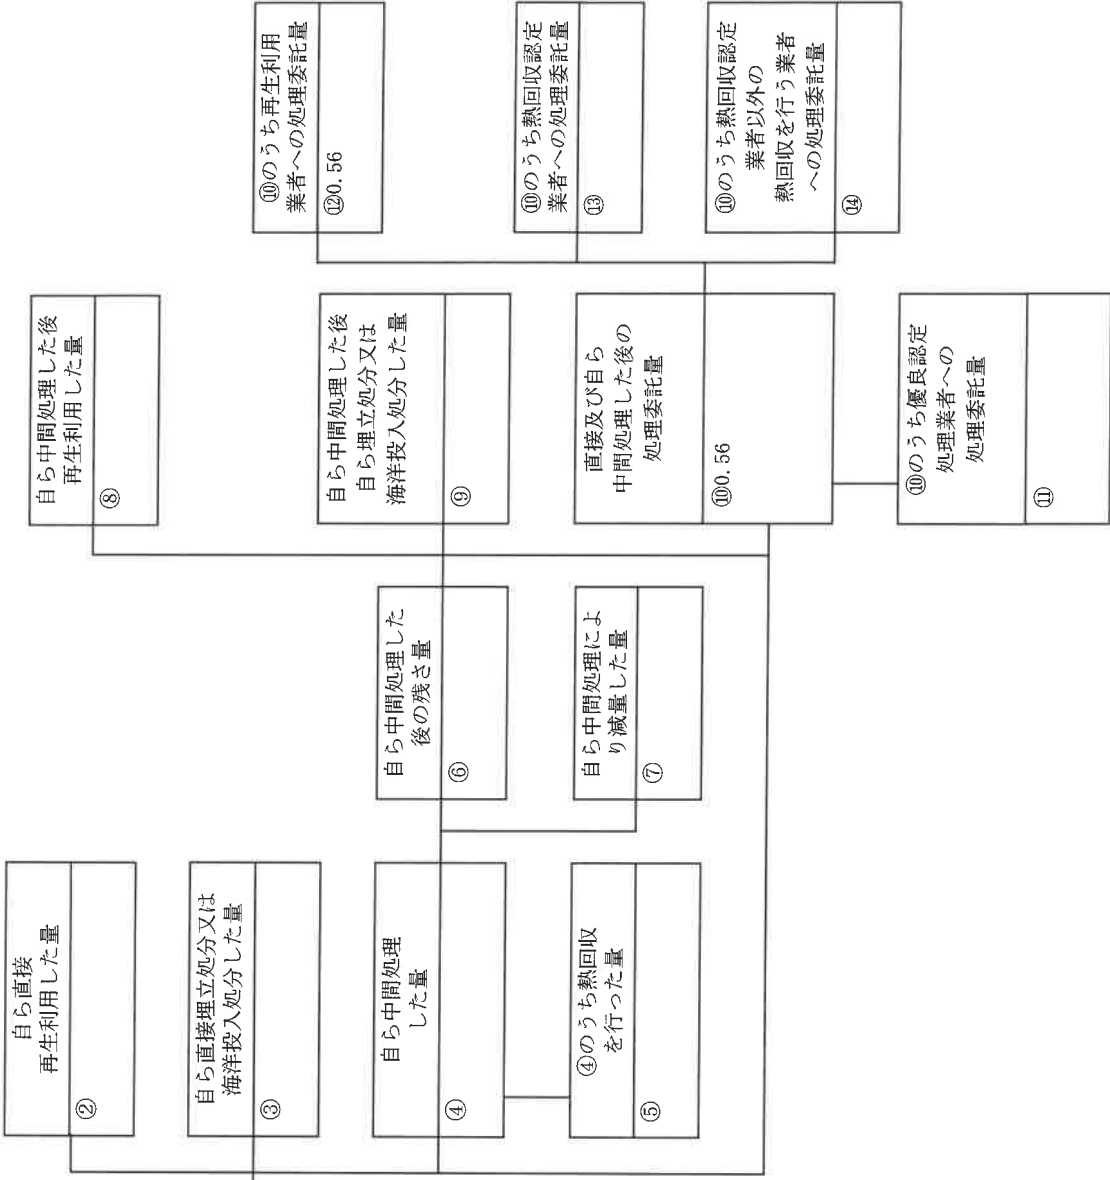 自ら直接
再生利用した量
②
自ら直接埋立処分又は
海洋投入処分した量
③
自ら中間処理
した量
④
④のうち熱回収
を行った量
⑤
自ら中間処理した
後の残さ量
⑥
自ら中間処理によ
り減量した量
⑦
自ら中間処理した後
再生利用した量
⑧
自ら中間処理した後
自ら埋立処分又は
海洋投入処分した量
⑨
直接及び自ら
中間処理した後の
処理委託量
⑩0.56
⑩のうち優良認定
処理業者への
処理委託量
⑪
⑩のうち再生利用
業者への処理委託量
⑫0.56
⑩のうち熱回収認定
業者への処理委託量
⑬
⑩のうち熱回収認定
業者以外の
熱回収を行う業者
への処理委託量
⑭